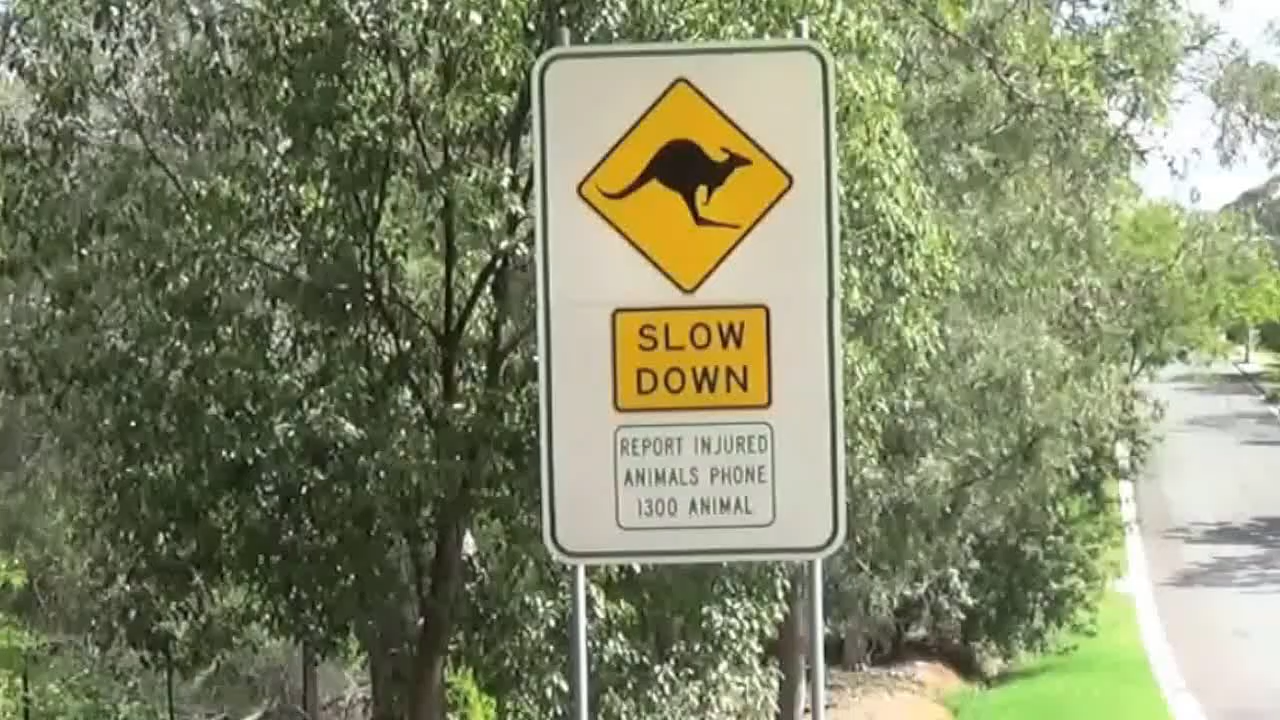 SLOW
DOWN
REPORT INJURED
ANIMALS PHONE
1300 ANIMAL